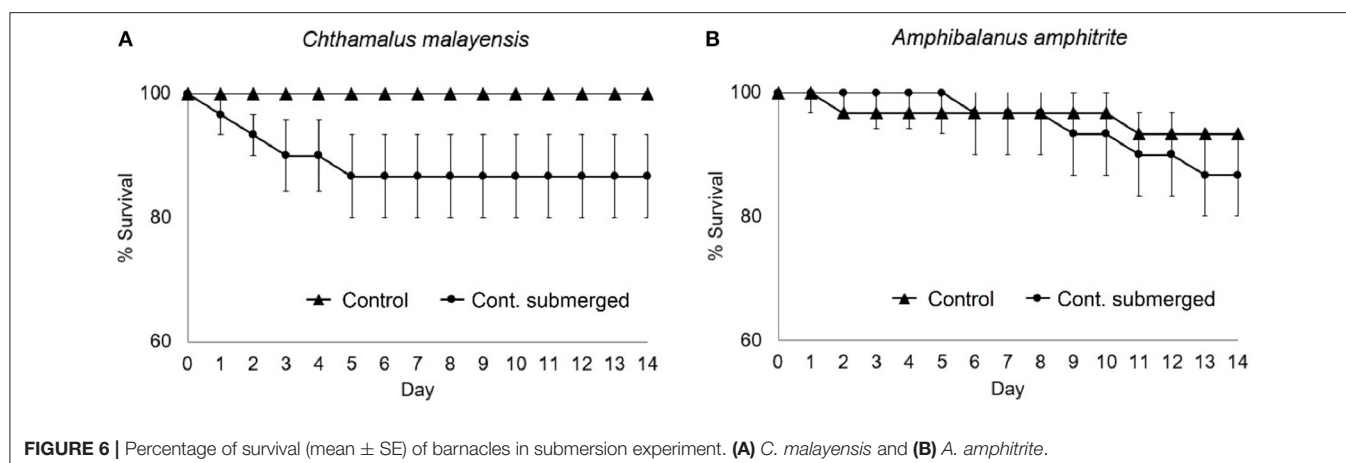 A Chthamalus malayensis
B Amphibalanus amphitrite
% Survival
100
80
60
Control Cont. submerged
0 1 2 3 4 5 6 7 8 9 10 11 12 13 14
Day
% Survival
100
80
60
Control Cont. submerged
0 1 2 3 4 5 6 7 8 9 10 11 12 13 14
Day
FIGURE 6 | Percentage of survival (mean ± SE) of barnacles in submersion experiment. (A) C. malayensis and (B) A. amphitrite.